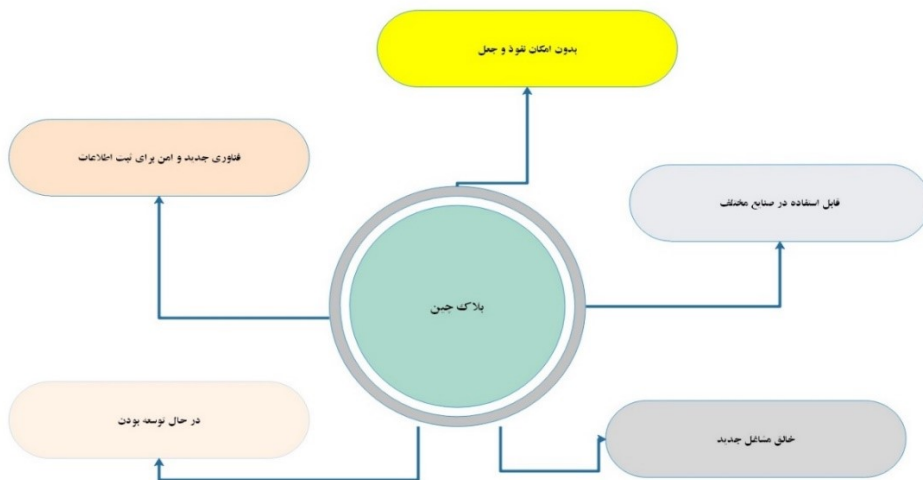 بدون امکان نفوذ و جعل
فناوری جدید و امن برای ثبت اطلاعات
قابل استفاده در صنایع مختلف
بلاک چین
در حال توسعه بودن
خالق مشاغل جدید